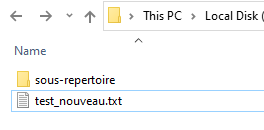 This PC > Local Disk (
Name
sous-repertoire
test_nouveau.txt